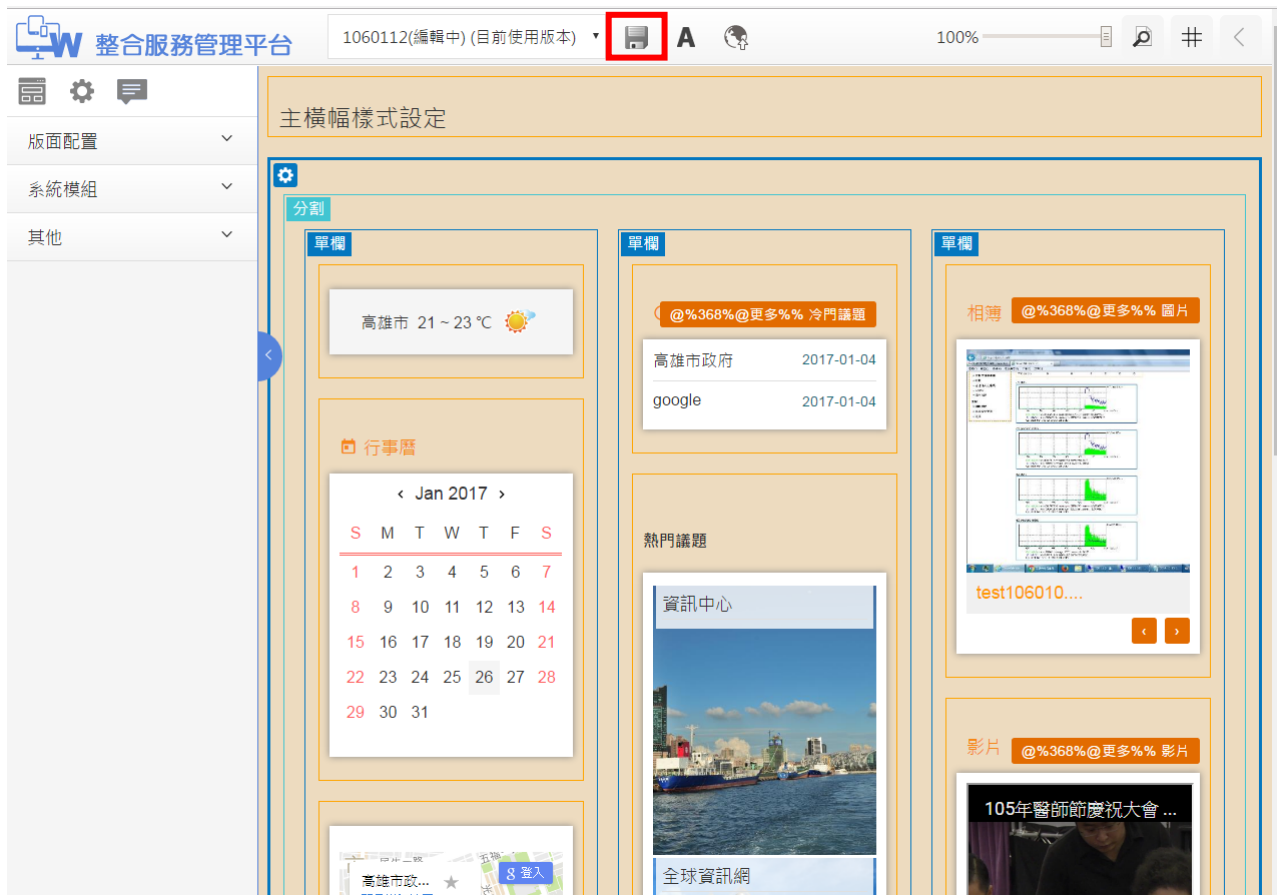 W 整合服務管理平台
1060112(編輯中) (目前使用版本)
A
100%
版面配置
系統模組
其他
主橫幅樣式設定
分割
單欄
高雄市 21 ~ 23 ℃
行事曆
‹ Jan 2017 ›
S M T W T F S
1 2 3 4 5 6 7
8 9 10 11 12 13 14
15 16 17 18 19 20 21
22 23 24 25 26 27 28
29 30 31
高雄市政...
登入
單欄
@%368%@更多%% 冷門議題
高雄市政府 2017-01-04
google 2017-01-04
熱門議題
資訊中心
全球資訊網
單欄
相簿 @%368%@更多%% 圖片
test106010....
‹ ›
影片 @%368%@更多%% 影片
105年醫師節慶祝大會 ...